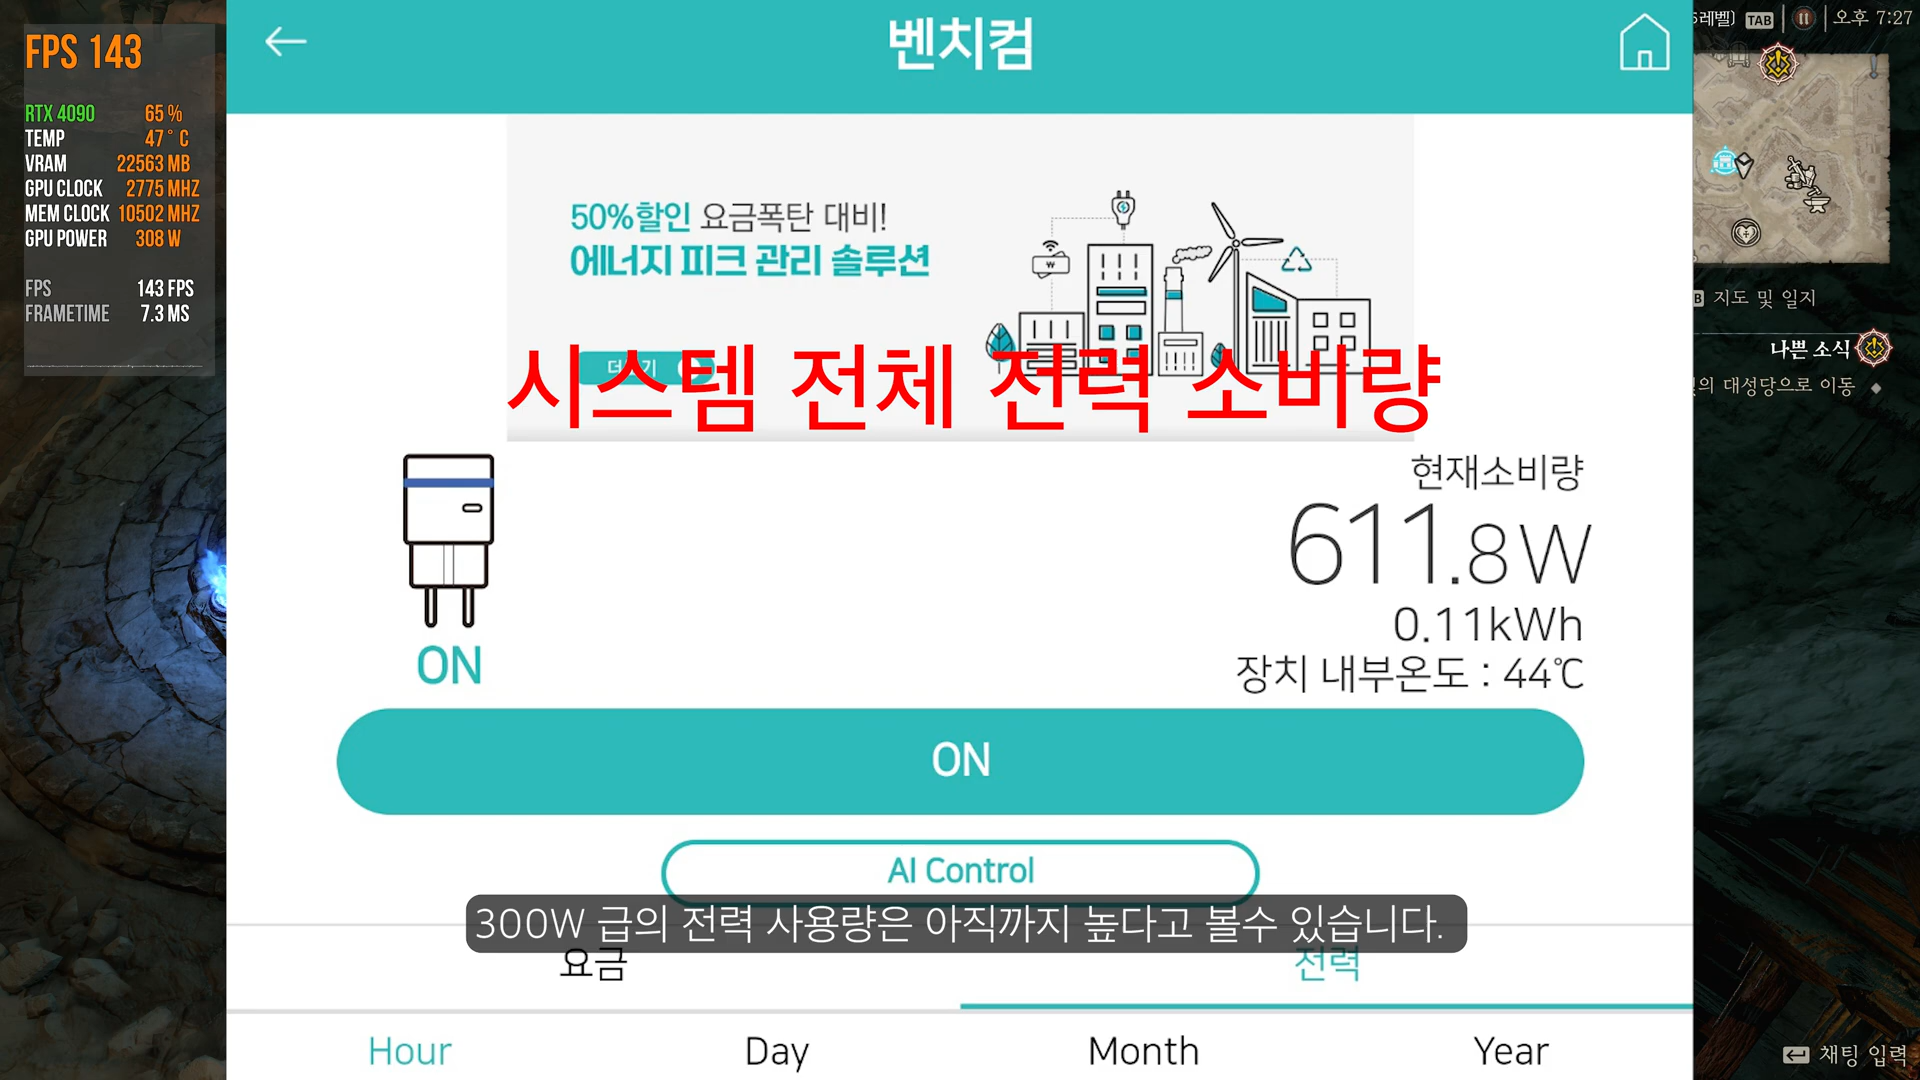 FPS 143
RTX 4090 65 %
TEMP 47° C
VRAM 22563 MB
GPU CLOCK 2775 MHZ
MEM CLOCK 10502 MHZ
GPU POWER 308 W
FPS 143 FPS
FRAMETIME 7.3 MS
벤치컴
50%할인 요금폭탄 대비!
에너지 피크 관리 솔루션
시스템 전체 전력 소비량
현재소비량
611.8W
0.11kWh
장치 내부온도 : 44℃
ON
ON
AI Control
300W 급의 전력 사용량은 아직까지 높다고 볼수 있습니다.
요금 전력
Hour Day Month Year
5레벨) TAB 오후 7:27
지도 및 일지
나쁜 소식
대성당으로 이동
채팅 입력